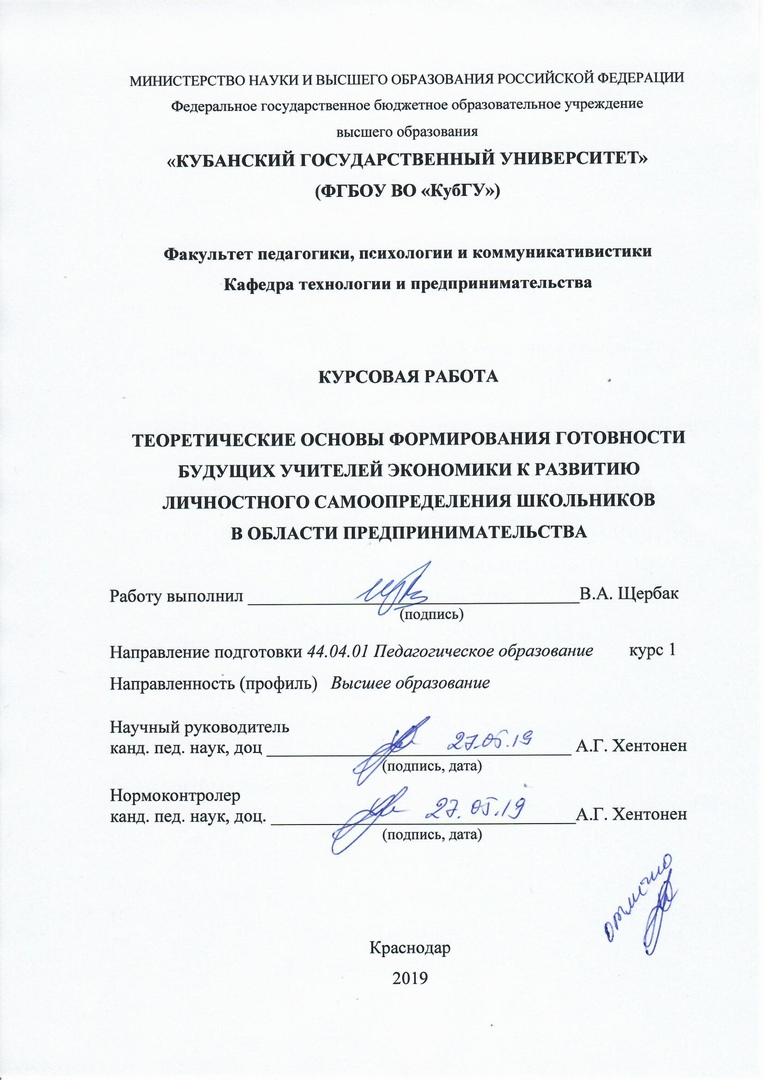 МИНИСТЕРСТВО НАУКИ И ВЫСШЕГО ОБРАЗОВАНИЯ РОССИЙСКОЙ ФЕДЕРАЦИИ
Федеральное государственное бюджетное образовательное учреждение
высшего образования
«КУБАНСКИЙ ГОСУДАРСТВЕННЫЙ УНИВЕРСИТЕТ»
(ФГБОУ ВО «КубГУ»)
Факультет педагогики, психологии и коммуникативистики
Кафедра технологии и предпринимательства
КУРСОВАЯ РАБОТА
ТЕОРЕТИЧЕСКИЕ ОСНОВЫ ФОРМИРОВАНИЯ ГОТОВНОСТИ
БУДУЩИХ УЧИТЕЛЕЙ ЭКОНОМИКИ К РАЗВИТИЮ
ЛИЧНОСТНОГО САМООПРЕДЕЛЕНИЯ ШКОЛЬНИКОВ
В ОБЛАСТИ ПРЕДПРИНИМАТЕЛЬСТВА
Работу выполнил В.А. Щербак
(подпись)
Направление подготовки 44.04.01 Педагогическое образование курс 1
Направленность (профиль) Высшее образование
Научный руководитель
канд. пед. наук, доц 27.05.19 А.Г. Хентонен
(подпись, дата)
Нормоконтролер
канд. пед. наук, доц. 27.05.19 А.Г. Хентонен
(подпись, дата)
отлично
Краснодар
2019